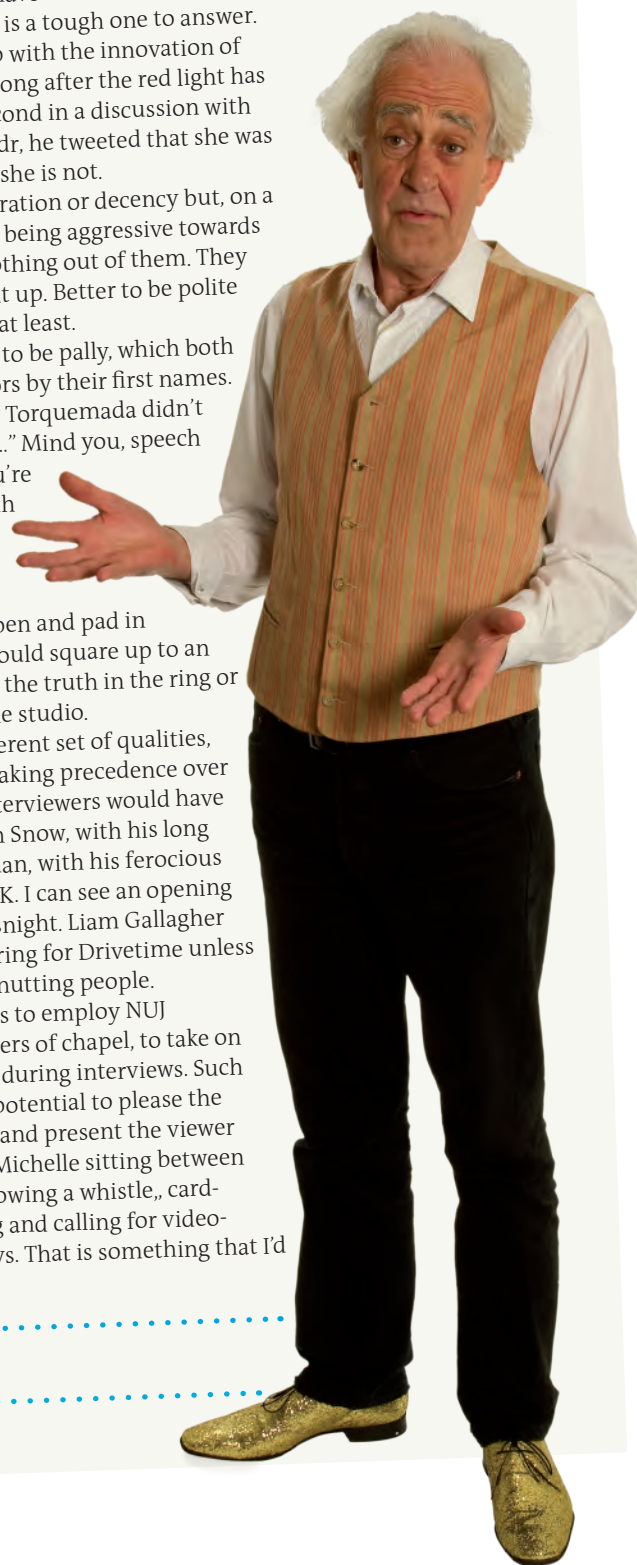 is a tough one to answer.
with the innovation of
ong after the red light has
cond in a discussion with
dr, he tweeted that she was
she is not.
ration or decency but, on a
being aggressive towards
othing out of them. They
t up. Better to be polite
at least.
to be pally, which both
ors by their first names.
Torquemada didn't
.." Mind you, speech
u're
th
pen and pad in
ould square up to an
the truth in the ring or
e studio.
erent set of qualities,
aking precedence over
terviewers would have
n Snow, with his long
an, with his ferocious
K. I can see an opening
snight. Liam Gallagher
ring for Drivetime unless
nutting people.
s to employ NUJ
ers of chapel, to take on
during interviews. Such
potential to please the
and present the viewer
Michelle sitting between
owing a whistle,, card-
g and calling for video-
ws. That is something that I'd